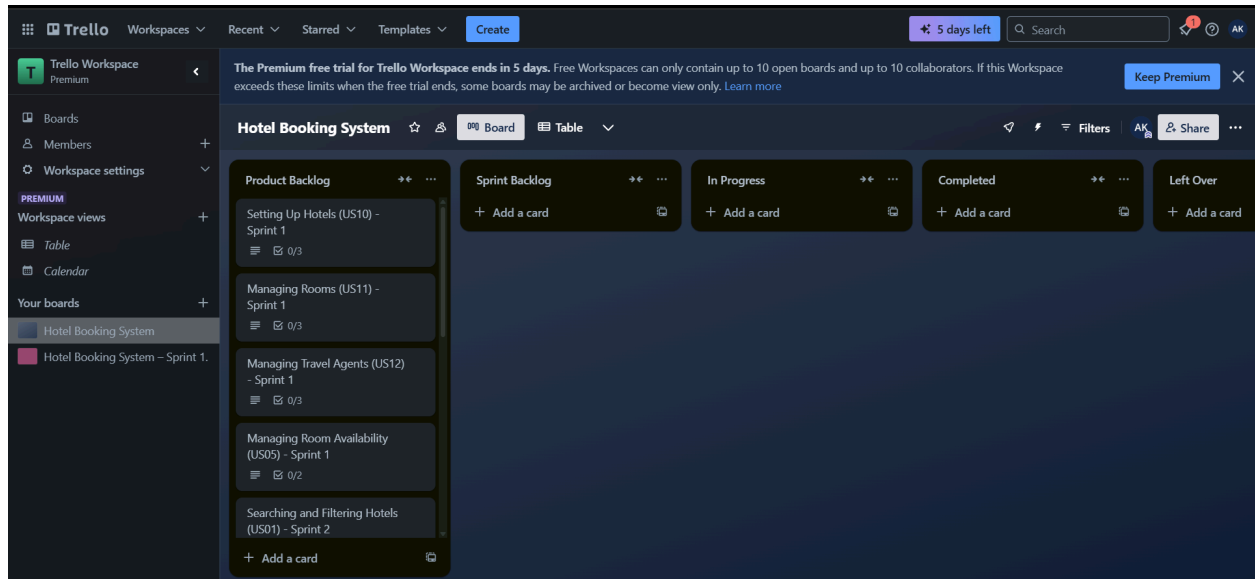 Trello Workspaces Recent Starred Templates Create 5 days left Search 1 AK
T Trello Workspace
Premium
Boards
Members
Workspace settings
PREMIUM
Workspace views
Table
Calendar
Your boards
Hotel Booking System
Hotel Booking System – Sprint 1.
The Premium free trial for Trello Workspace ends in 5 days. Free Workspaces can only contain up to 10 open boards and up to 10 collaborators. If this Workspace
exceeds these limits when the free trial ends, some boards may be archived or become view only. Learn more
Keep Premium
Hotel Booking System Board Table Filters AK Share
Product Backlog
Setting Up Hotels (US10) -
Sprint 1
0/3
Managing Rooms (US11) -
Sprint 1
0/3
Managing Travel Agents (US12)
- Sprint 1
0/3
Managing Room Availability
(US05) - Sprint 1
0/2
Searching and Filtering Hotels
(US01) - Sprint 2
+ Add a card
Sprint Backlog
+ Add a card
In Progress
+ Add a card
Completed
+ Add a card
Left Over
+ Add a card